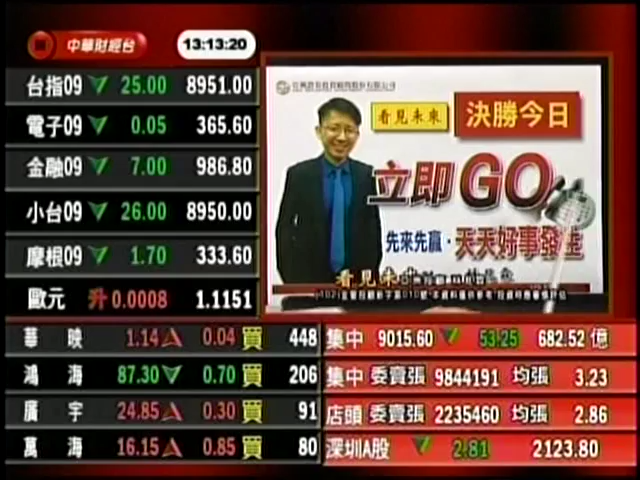 中華財經台 13:13:20
台指09 25.00 8951.00
電子09 0.05 365.60
金融09 7.00 986.80
小台09 26.00 8950.00
摩根09 1.70 333.60
歐元 升0.0008 1.1151
看見未來 決勝今日
立即GO
先來先贏.天天好事發生
看見未來
華映 1.14 0.04 買 448
鴻海 87.30 0.70 買 206
廣宇 24.85 0.30 買 91
萬海 16.15 0.85 買 80
集中 9015.60 53.25 682.52 億
集中 委賣張 9844191 均張 3.23
店頭 委賣張 2235460 均張 2.86
深圳A股 2.81 2123.80